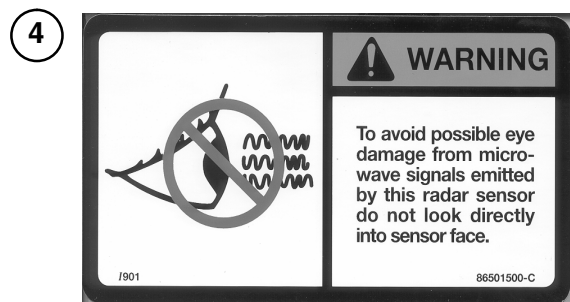 4
WARNING
To avoid possible eye
damage from micro-
wave signals emitted
by this radar sensor
do not look directly
into sensor face.
I901
86501500-C